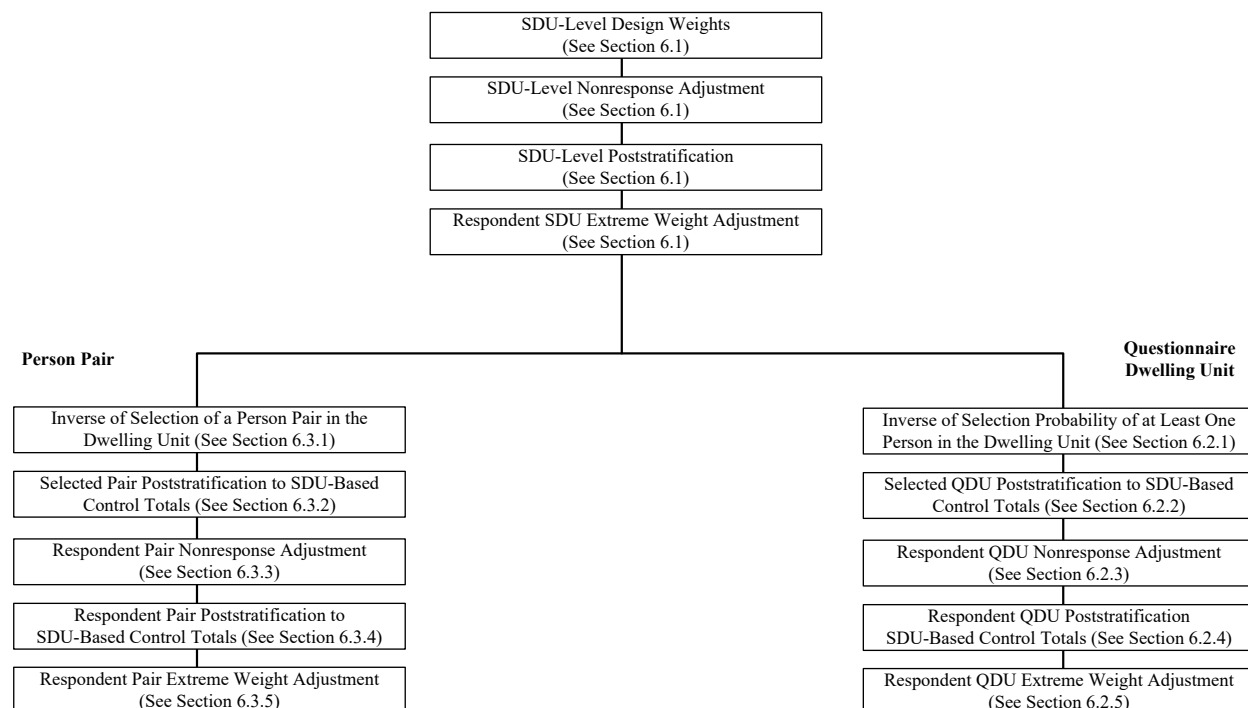 SDU-Level Design Weights
(See Section 6.1)
SDU-Level Nonresponse Adjustment
(See Section 6.1)
SDU-Level Poststratification
(See Section 6.1)
Respondent SDU Extreme Weight Adjustment
(See Section 6.1)
Person Pair
Inverse of Selection of a Person Pair in the
Dwelling Unit (See Section 6.3.1)
Selected Pair Poststratification to SDU-Based
Control Totals (See Section 6.3.2)
Respondent Pair Nonresponse Adjustment
(See Section 6.3.3)
Respondent Pair Poststratification to
SDU-Based Control Totals (See Section 6.3.4)
Respondent Pair Extreme Weight Adjustment
(See Section 6.3.5)
Questionnaire
Dwelling Unit
Inverse of Selection Probability of at Least One
Person in the Dwelling Unit (See Section 6.2.1)
Selected QDU Poststratification to SDU-Based
Control Totals (See Section 6.2.2)
Respondent QDU Nonresponse Adjustment
(See Section 6.2.3)
Respondent QDU Poststratification
SDU-Based Control Totals (See Section 6.2.4)
Respondent QDU Extreme Weight Adjustment
(See Section 6.2.5)